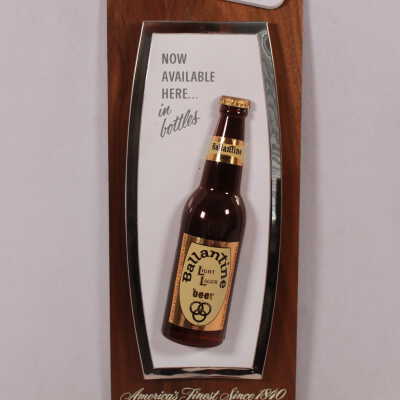 NOW
AVAILABLE
HERE...
in
bottles
Ballantine
Ballantine
LIGHT
LAGER
beer
America's Finest Since 1840